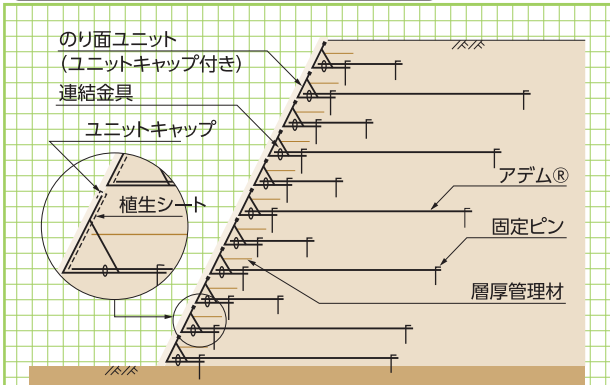 のり面ユニット
(ユニットキャップ付き)
連結金具
ユニットキャップ
植生シート
アデム®
固定ピン
層厚管理材